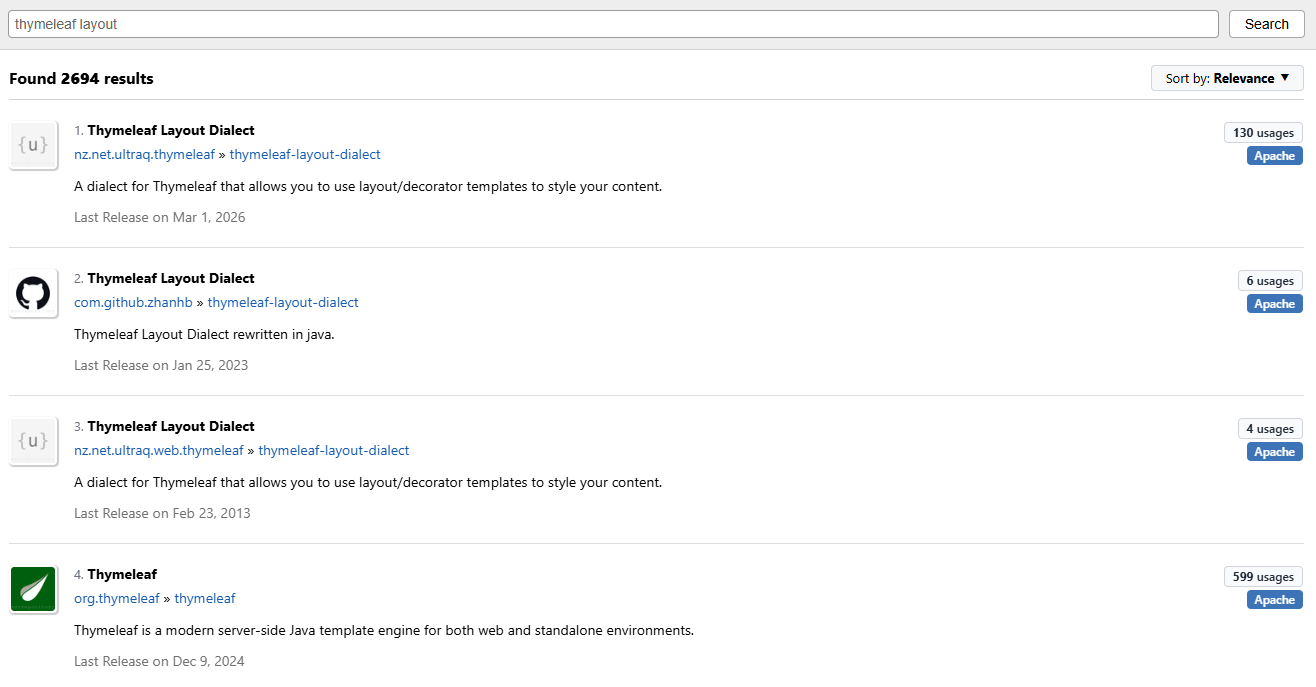 thymeleaf layout
Search
Found 2694 results
Sort by: Relevance ▼
{u}
1. Thymeleaf Layout Dialect
130 usages
nz.net.ultraq.thymeleaf » thymeleaf-layout-dialect
Apache
A dialect for Thymeleaf that allows you to use layout/decorator templates to style your content.
Last Release on Mar 1, 2026
2. Thymeleaf Layout Dialect
6 usages
com.github.zhanhb » thymeleaf-layout-dialect
Apache
Thymeleaf Layout Dialect rewritten in java.
Last Release on Jan 25, 2023
{u}
3. Thymeleaf Layout Dialect
4 usages
nz.net.ultraq.web.thymeleaf » thymeleaf-layout-dialect
Apache
A dialect for Thymeleaf that allows you to use layout/decorator templates to style your content.
Last Release on Feb 23, 2013
4. Thymeleaf
599 usages
org.thymeleaf » thymeleaf
Apache
Thymeleaf is a modern server-side Java template engine for both web and standalone environments.
Last Release on Dec 9, 2024